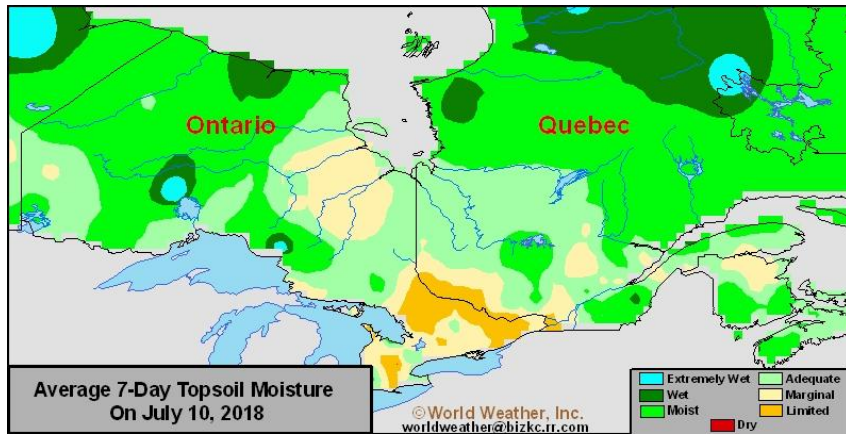 Ontario
Quebec
Average 7-Day Topsoil Moisture
On July 10, 2018
©World Weather, Inc.
worldweather@bizkc.rr.com
Extremely Wet
Wet
Moist
Adequate
Marginal
Limited
Dry